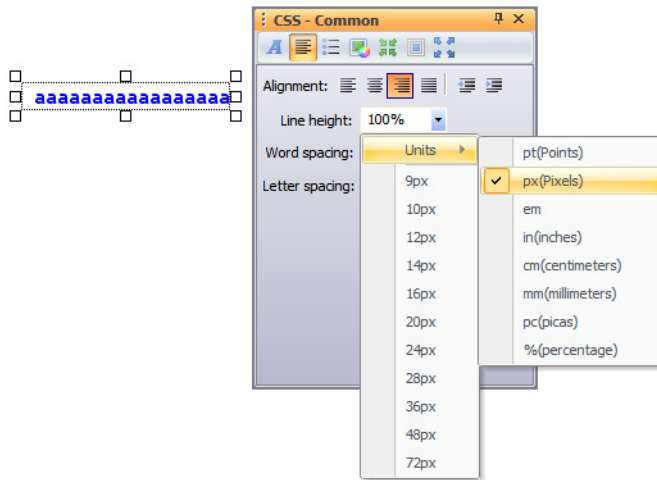 CSS - Common
aaaaaaaaaaaaaaaaa
Alignment:
Line height: 100%
Word spacing:
Letter spacing:
Units
9px
10px
12px
14px
16px
20px
24px
28px
36px
48px
72px
pt(Points)
px(Pixels)
em
in(inches)
cm(centimeters)
mm(millimeters)
pc(picas)
%(percentage)